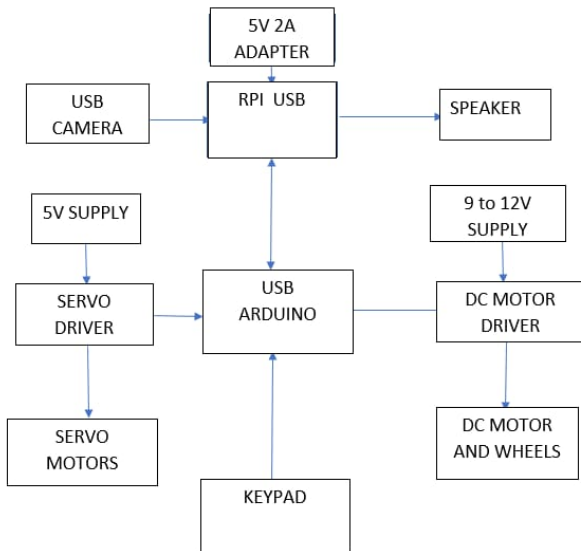 5V 2A
ADAPTER
USB
CAMERA
RPI USB
SPEAKER
5V SUPPLY
9 to 12V
SUPPLY
SERVO
DRIVER
USB
ARDUINO
DC MOTOR
DRIVER
SERVO
MOTORS
DC MOTOR
AND WHEELS
KEYPAD